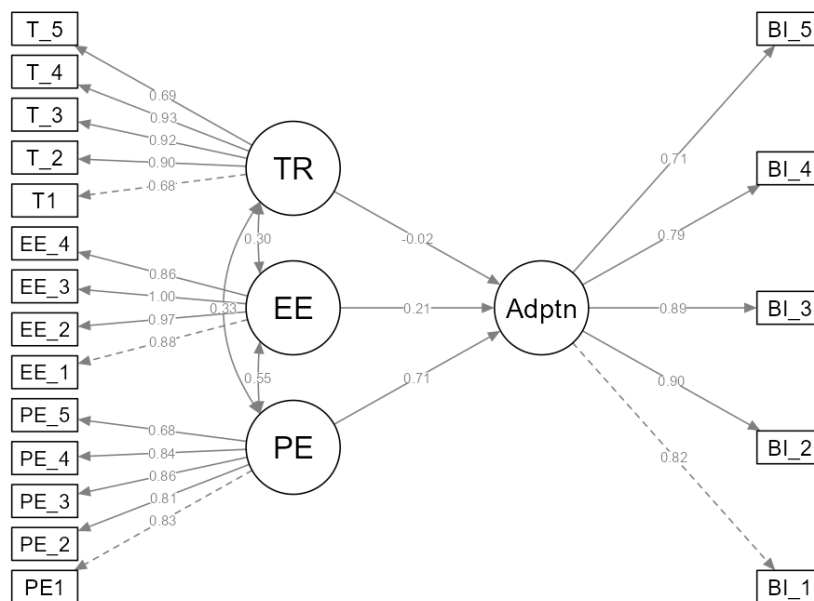 T_5
T_4
T_3
T_2
T1
EE_4
EE_3
EE_2
EE_1
PE_5
PE_4
PE_3
PE_2
PE1
0.69
0.93
0.92
0.90
0.68
0.86
1.00
0.97
0.88
0.68
0.84
0.86
0.81
0.83
TR
EE
PE
0.30
0.33
0.55
-0.02
0.21
0.71
Adptn
0.71
0.79
0.89
0.90
0.82
BI_5
BI_4
BI_3
BI_2
BI_1